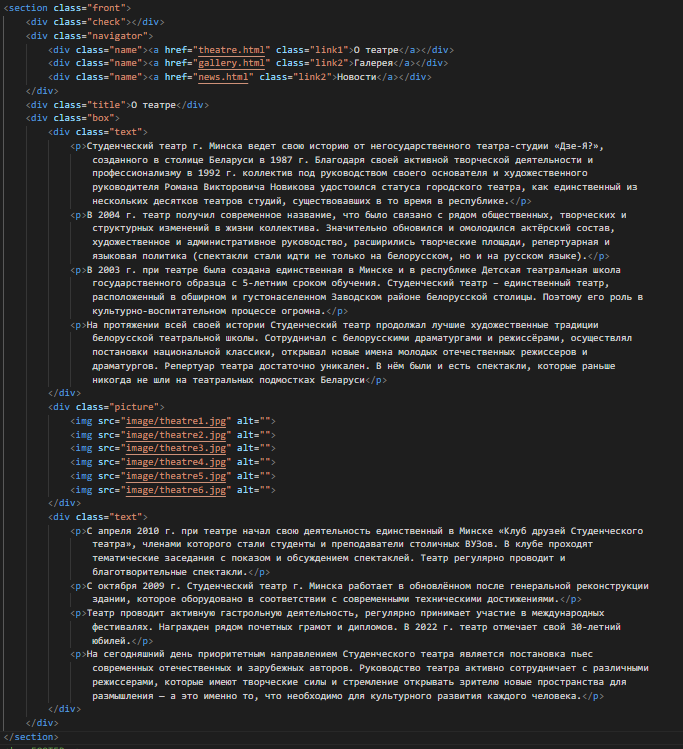 <section class="front">
<div class="check"></div>
<div class="navigator">
<div class="name"><a href="theatre.html" class="link1">О театре</a></div>
<div class="name"><a href="gallery.html" class="link2">Галерея</a></div>
<div class="name"><a href="news.html" class="link2">Новости</a></div>
</div>
<div class="title">О театре</div>
<div class="box">
<div class="text">
<p>Студенческий театр г. Минска ведет свою историю от негосударственного театра-студии «Дзе-Я?»,
созданного в столице Беларуси в 1987 г. Благодаря своей активной творческой деятельности и
профессионализму в 1992 г. коллектив под руководством своего основателя и художественного
руководителя Романа Викторовича Новикова удостоился статуса городского театра, как единственный из
нескольких десятков театров студий, существовавших в то время в республике.</p>
<p>В 2004 г. театр получил современное название, что было связано с рядом общественных, творческих и
структурных изменений в жизни коллектива. Значительно обновился и омолодился актёрский состав,
художественное и административное руководство, расширились творческие площади, репертуарная и
языковая политика (спектакли стали идти не только на белорусском, но и на русском языке).</p>
<p>В 2003 г. при театре была создана единственная в Минске и в республике Детская театральная школа
государственного образца с 5-летним сроком обучения. Студенческий театр – единственный театр,
расположенный в обширном и густонаселенном Заводском районе белорусской столицы. Поэтому его роль в
культурно-воспитательном процессе огромна.</p>
<p>На протяжении всей своей истории Студенческий театр продолжал лучшие художественные традиции
белорусской театральной школы. Сотрудничал с белорусскими драматургами и режиссёрами, осуществлял
постановки национальной классики, открывал новые имена молодых отечественных режиссеров и
драматургов. Репертуар театра достаточно уникален. В нём были и есть спектакли, которые раньше
никогда не шли на театральных подмостках Беларуси</p>
</div>
<div class="picture">
<img src="image/theatre1.jpg" alt="">
<img src="image/theatre2.jpg" alt="">
<img src="image/theatre3.jpg" alt="">
<img src="image/theatre4.jpg" alt="">
<img src="image/theatre5.jpg" alt="">
<img src="image/theatre6.jpg" alt="">
</div>
<div class="text">
<p>С апреля 2010 г. при театре начал свою деятельность единственный в Минске «Клуб друзей Студенческого
театра», членами которого стали студенты и преподаватели столичных ВУЗов. В клубе проходят
тематические заседания с показом и обсуждением спектаклей. Театр регулярно проводит и
благотворительные спектакли.</p>
<p>С октября 2009 г. Студенческий театр г. Минска работает в обновлённом после генеральной реконструкции
здании, которое оборудовано в соответствии с современными техническими достижениями.</p>
<p>Театр проводит активную гастрольную деятельность, регулярно принимает участие в международных
фестивалях. Награжден рядом почетных грамот и дипломов. В 2022 г. театр отмечает свой 30-летний
юбилей.</p>
<p>На сегодняшний день приоритетным направлением Студенческого театра является постановка пьес
современных отечественных и зарубежных авторов. Руководство театра активно сотрудничает с различными
режиссерами, которые имеют творческие силы и стремление открывать зрителю новые пространства для
размышления – а это именно то, что необходимо для культурного развития каждого человека.</p>
</div>
</div>
</section>